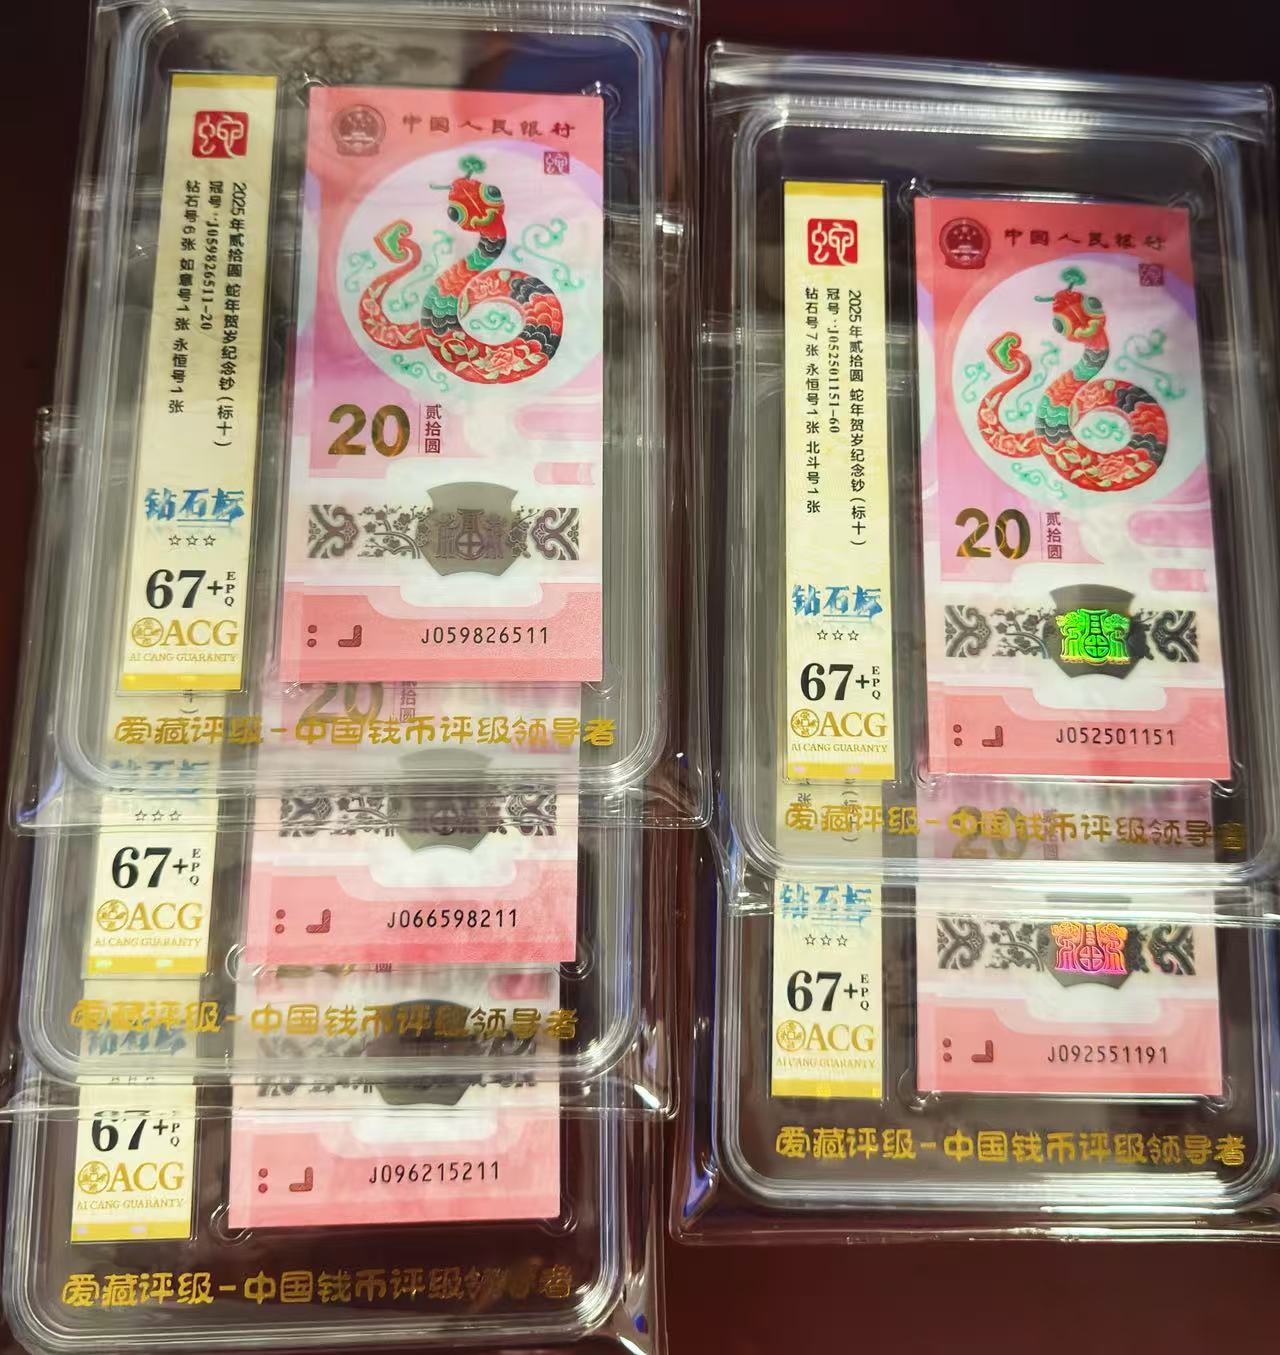 蛇
2025年贰拾圆 蛇年贺岁纪念钞(标十)
冠号:J059826511-20
钻石号6张 如意号1张 永恒号1张
钻石标
☆☆☆
67+EPQ
ACG
AI CANG GUARANTY
中国人民银行
蛇
20 贰拾圆
J059826511
爱藏评级-中国钱币评级领导者
20 贰拾圆
☆☆☆
67+EPQ
ACG
AI CANG GUARANTY
J066598211
爱藏评级-中国钱币评级领导者
67+EPQ
ACG
AI CANG GUARANTY
J096215211
爱藏评级-中国钱币评级领导者
蛇
2025年贰拾圆 蛇年贺岁纪念钞(标十)
冠号:J052501151-60
钻石号7张 永恒号1张 北斗号1张
钻石标
☆☆☆
67+EPQ
ACG
AI CANG GUARANTY
中国人民银行
蛇
20 贰拾圆
J052501151
爱藏评级-中国钱币评级领导者
钻石标
☆☆☆
67+EPQ
ACG
AI CANG GUARANTY
J092551191
爱藏评级-中国钱币评级领导者